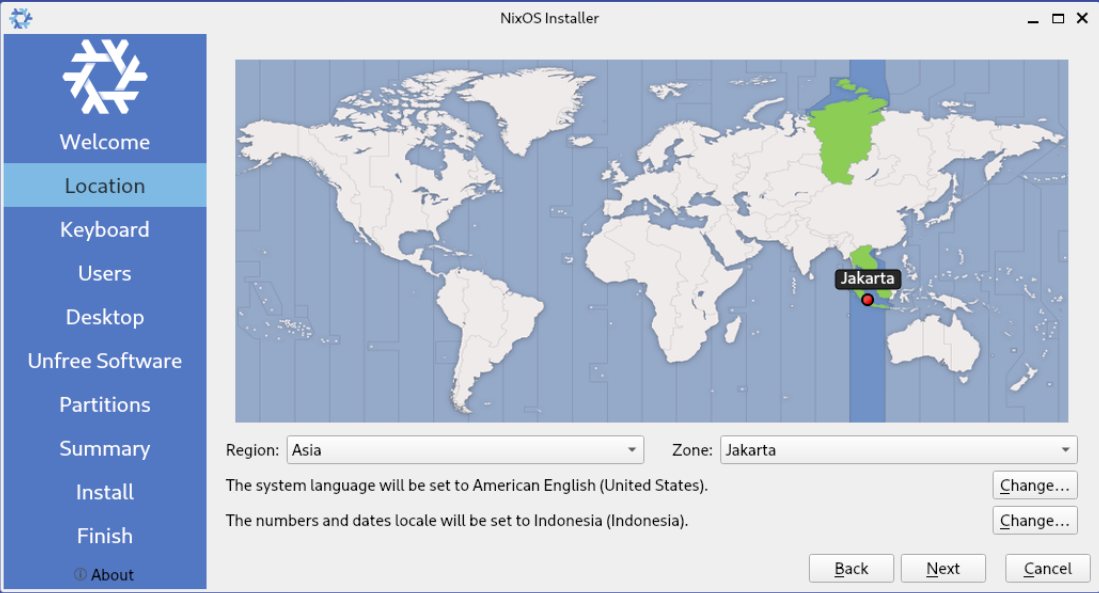 NixOS Installer
Welcome
Location
Keyboard
Users
Desktop
Unfree Software
Partitions
Summary
Install
Finish
About
Jakarta
Region: Asia Zone: Jakarta
The system language will be set to American English (United States). Change...
The numbers and dates locale will be set to Indonesia (Indonesia). Change...
Back Next Cancel